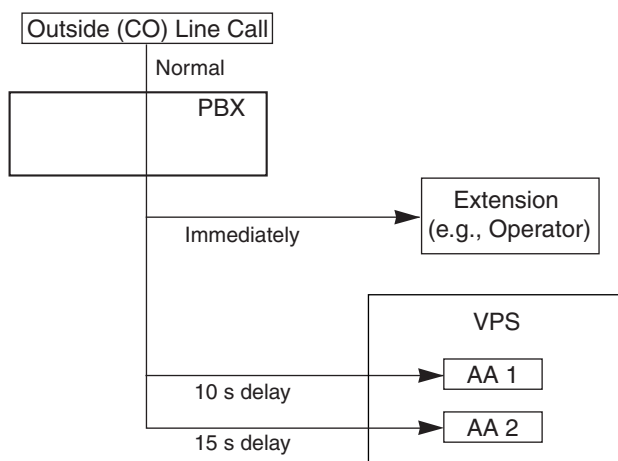 Outside (CO) Line Call
Normal
PBX
Extension
(e.g., Operator)
Immediately
VPS
AA 1
10 s delay
AA 2
15 s delay